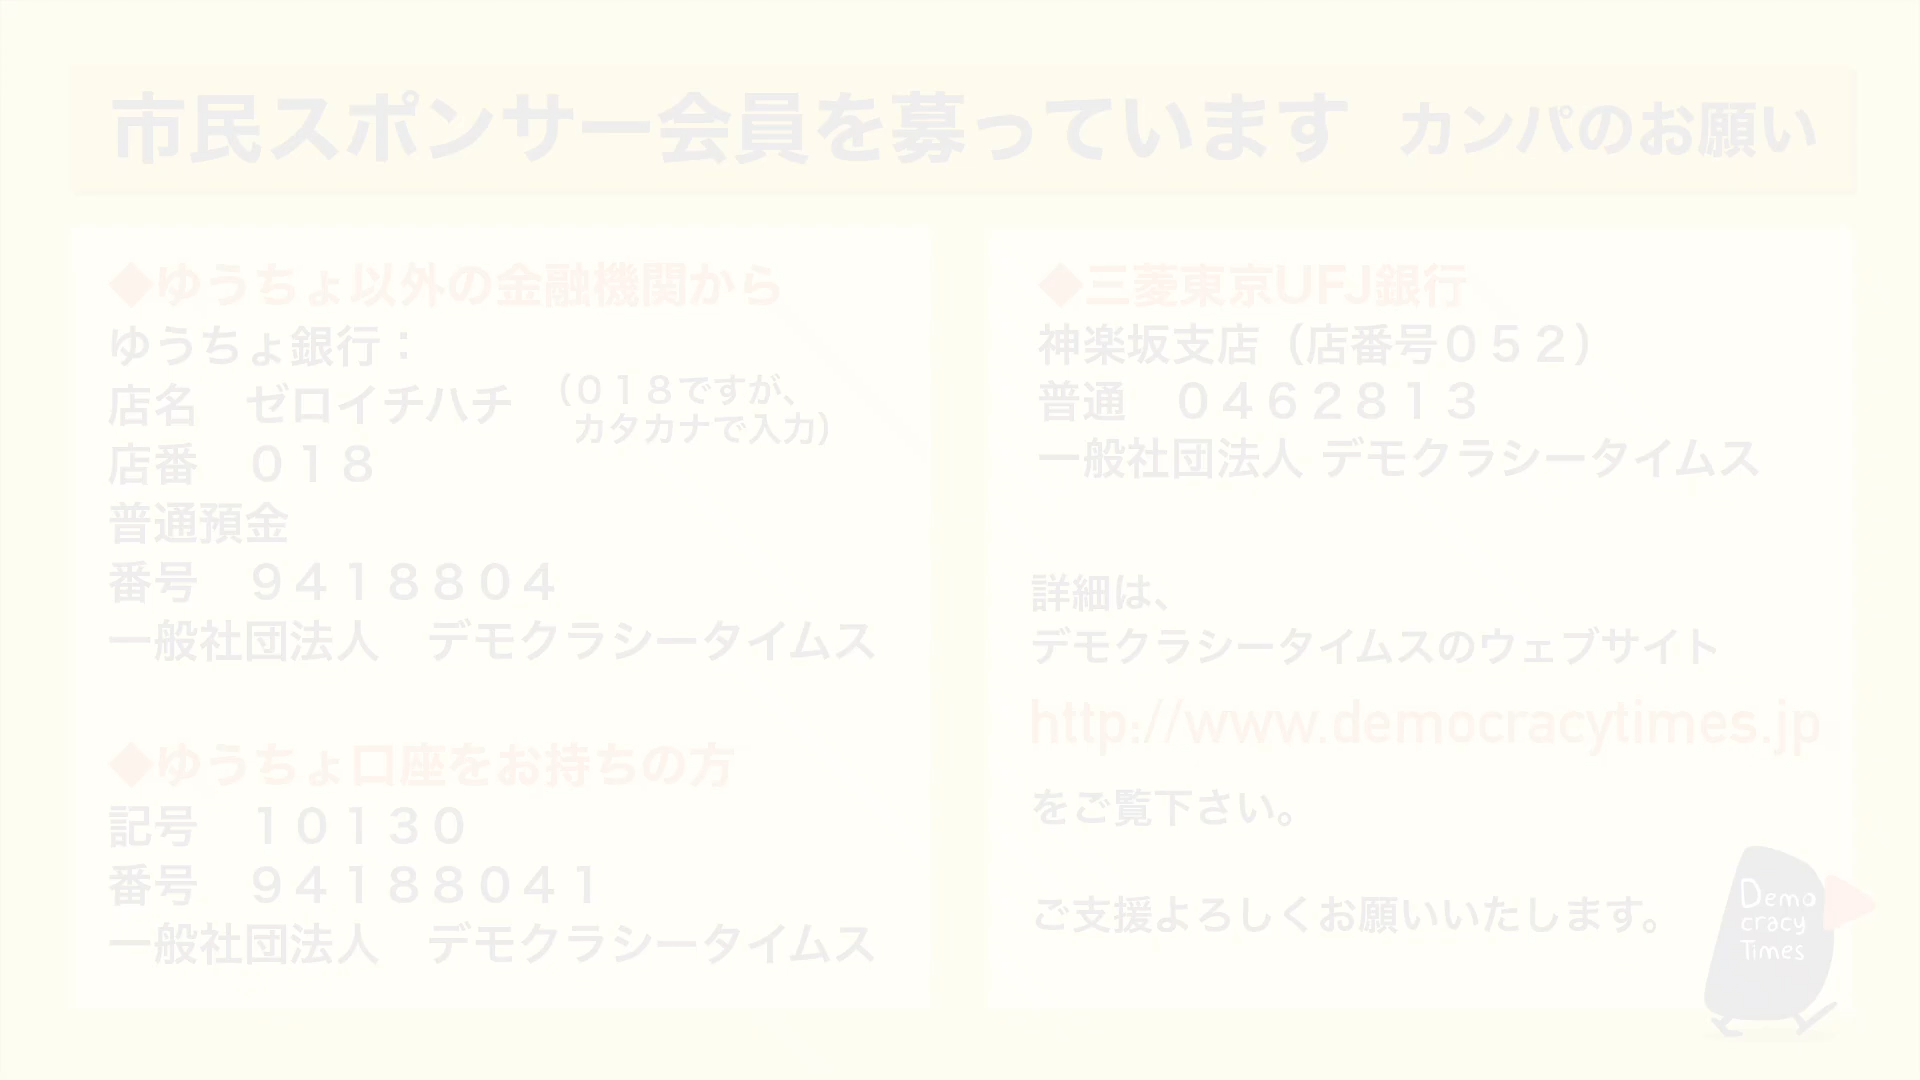 市民スポンサー会員を募っています カンパのお願い
◆ゆうちょ以外の金融機関から
ゆうちょ銀行：
店名　ゼロイチハチ （０１８ですが、
カタカナで入力）
店番　０１８
普通預金
番号　９４１８８０４
一般社団法人　デモクラシータイムス
◆ゆうちょ口座をお持ちの方
記号　１０１３０
番号　９４１８８０４１
一般社団法人　デモクラシータイムス
◆三菱東京UFJ銀行
神楽坂支店（店番号０５２）
普通　０４６２８１３
一般社団法人 デモクラシータイムス
詳細は、
デモクラシータイムスのウェブサイト
http://www.democracytimes.jp
をご覧下さい。
ご支援よろしくお願いいたします。
Demo
cracy
Times